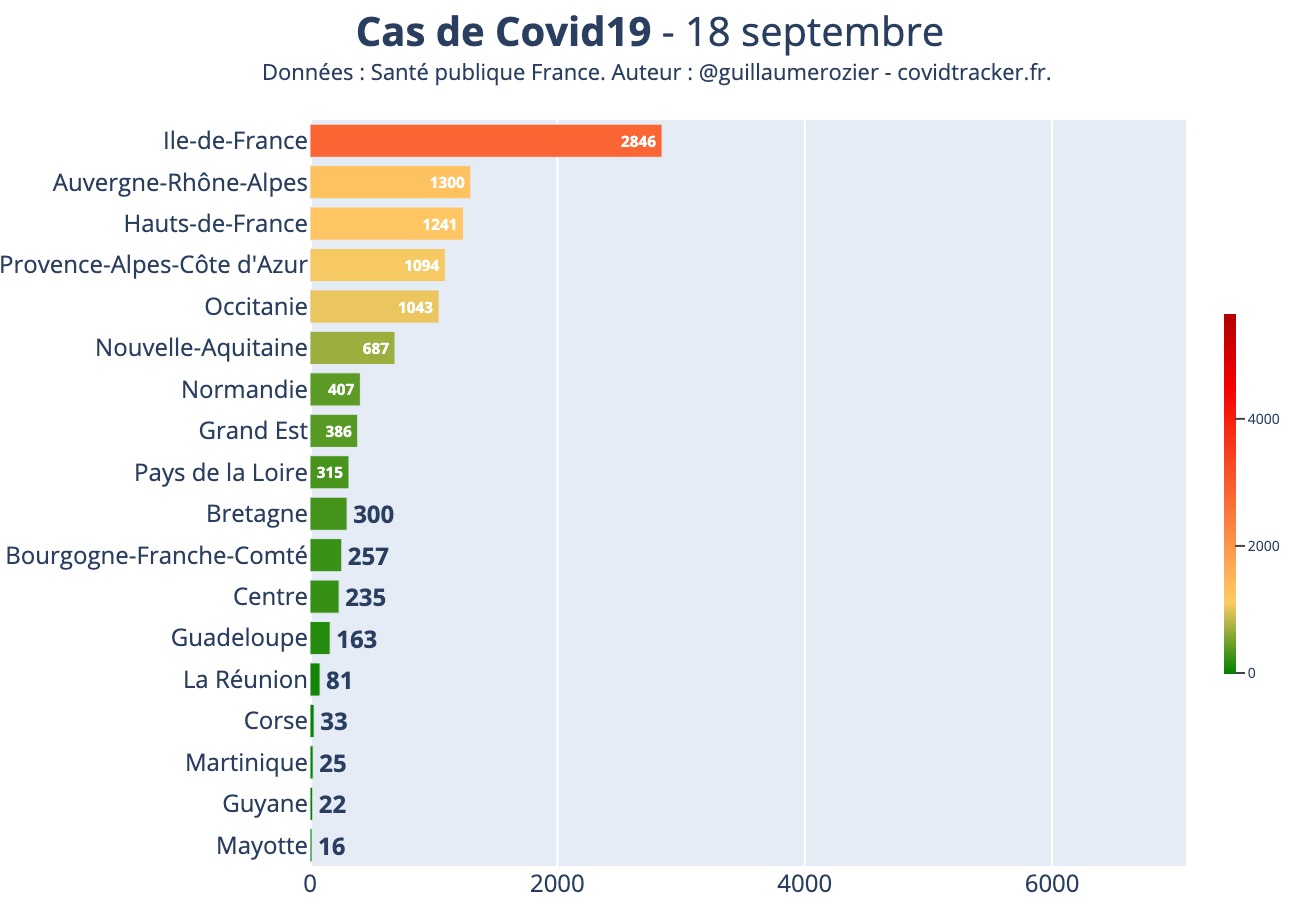 Cas de Covid19 - 18 septembre
Données : Santé publique France. Auteur : @guillaumerozier - covidtracker.fr.
Ile-de-France 2846
Auvergne-Rhône-Alpes 1300
Hauts-de-France 1241
Provence-Alpes-Côte d'Azur 1094
Occitanie 1043
Nouvelle-Aquitaine 687
Normandie 407
Grand Est 386
Pays de la Loire 315
Bretagne 300
Bourgogne-Franche-Comté 257
Centre 235
Guadeloupe 163
La Réunion 81
Corse 33
Martinique 25
Guyane 22
Mayotte 16
0 2000 4000 6000
4000
2000
0